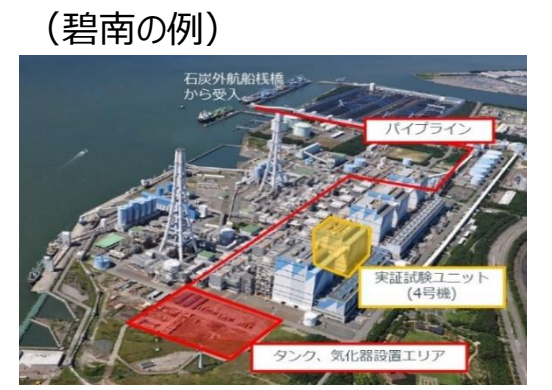 （碧南の例）
石炭外航船桟橋
から受入
パイプライン
実証試験ユニット
(4号機)
タンク、気化器設置エリア